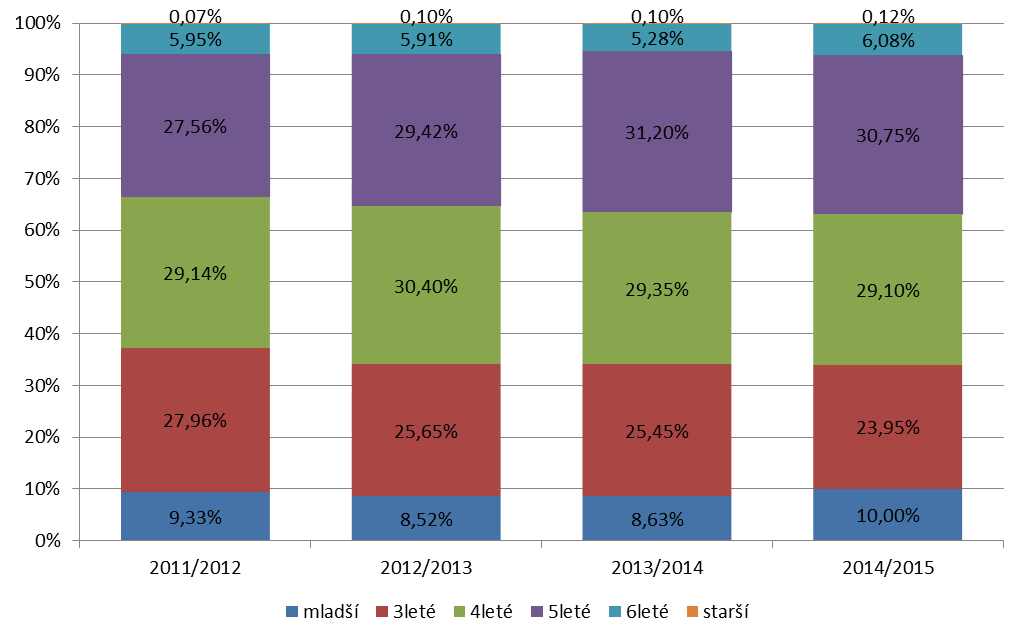 100%
90%
80%
70%
60%
50%
40%
30%
20%
10%
0%
0,07% 0,10% 0,10% 0,12%
5,95% 5,91% 5,28% 6,08%
27,56% 29,42% 31,20% 30,75%
29,14% 30,40% 29,35% 29,10%
27,96% 25,65% 25,45% 23,95%
9,33% 8,52% 8,63% 10,00%
2011/2012 2012/2013 2013/2014 2014/2015
mladší 3leté 4leté 5leté 6leté starší